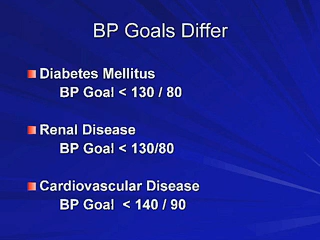 BP Goals Differ
Diabetes Mellitus
BP Goal < 130 / 80
Renal Disease
BP Goal < 130/80
Cardiovascular Disease
BP Goal < 140 / 90